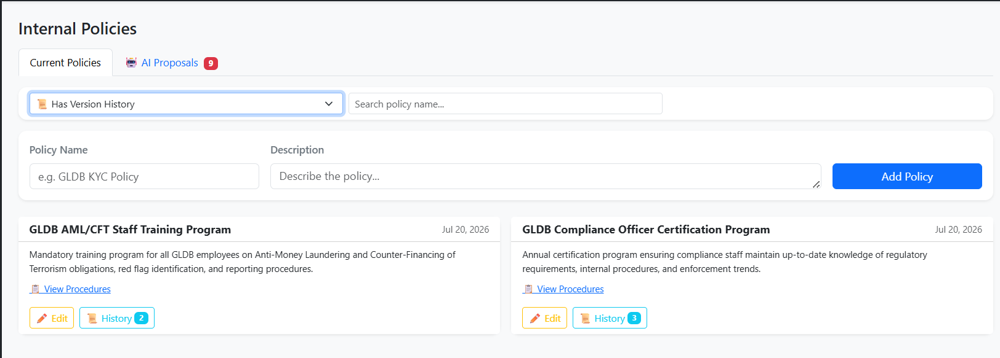 Internal Policies
Current Policies
AI Proposals 9
Has Version History
Search policy name...
Policy Name
Description
e.g. GLDB KYC Policy
Describe the policy...
Add Policy
GLDB AML/CFT Staff Training Program
Jul 20, 2026
Mandatory training program for all GLDB employees on Anti-Money Laundering and Counter-Financing of
Terrorism obligations, red flag identification, and reporting procedures.
View Procedures
Edit
History 2
GLDB Compliance Officer Certification Program
Jul 20, 2026
Annual certification program ensuring compliance staff maintain up-to-date knowledge of regulatory
requirements, internal procedures, and enforcement trends.
View Procedures
Edit
History 3